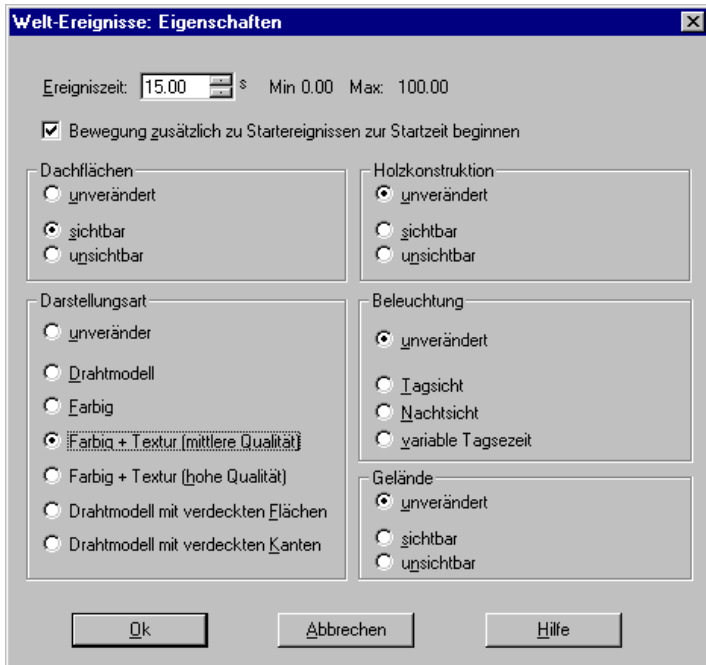 Welt-Ereignisse: Eigenschaften
Ereigniszeit: 15.00 s Min 0.00 Max: 100.00
Bewegung zusätzlich zu Startereignissen zur Startzeit beginnen
Dachflächen
unverändert
sichtbar
unsichtbar
Holzkonstruktion
unverändert
sichtbar
unsichtbar
Darstellungsart
unveränder
Drahtmodell
Farbig
Farbig + Textur (mittlere Qualität)
Farbig + Textur (hohe Qualität)
Drahtmodell mit verdeckten Flächen
Drahtmodell mit verdeckten Kanten
Beleuchtung
unverändert
Tagsicht
Nachtsicht
variable Tagsezeit
Gelände
unverändert
sichtbar
unsichtbar
Ok
Abbrechen
Hilfe